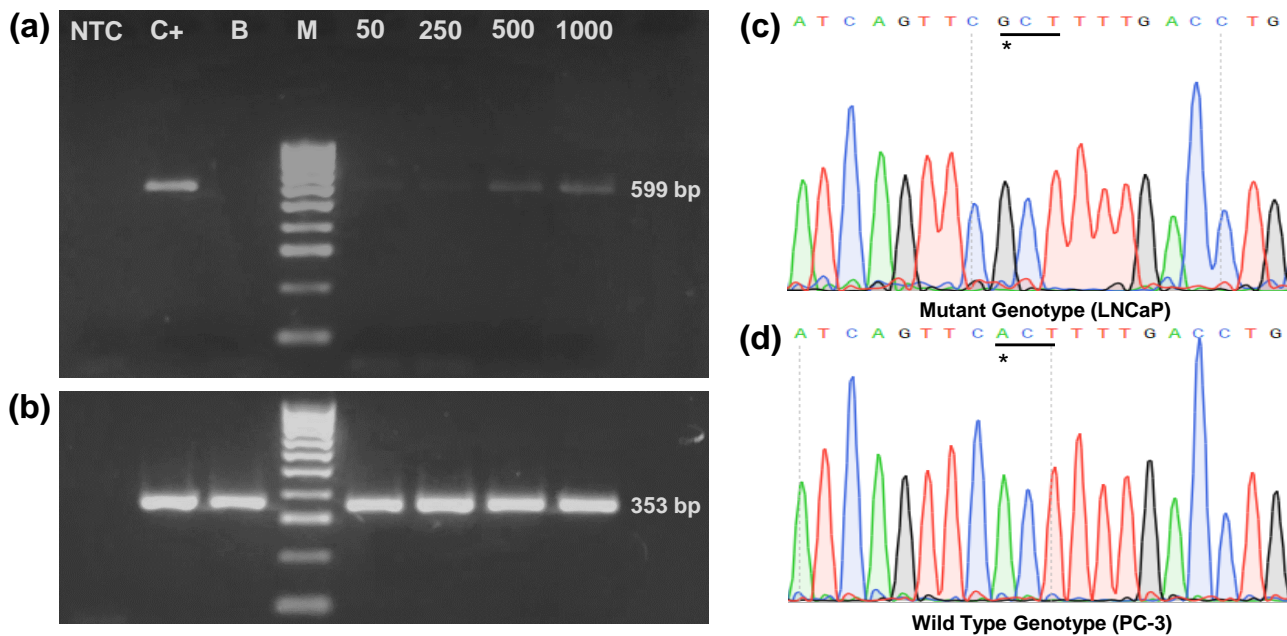 (a)
NTC C+ B M 50 250 500 1000
599 bp
(b)
353 bp
(c)
A T C A G T T C G C T T T T G A C C T G
*
Mutant Genotype (LNCaP)
(d)
A T C A G T T C A C T T T T G A C C T G
*
Wild Type Genotype (PC-3)